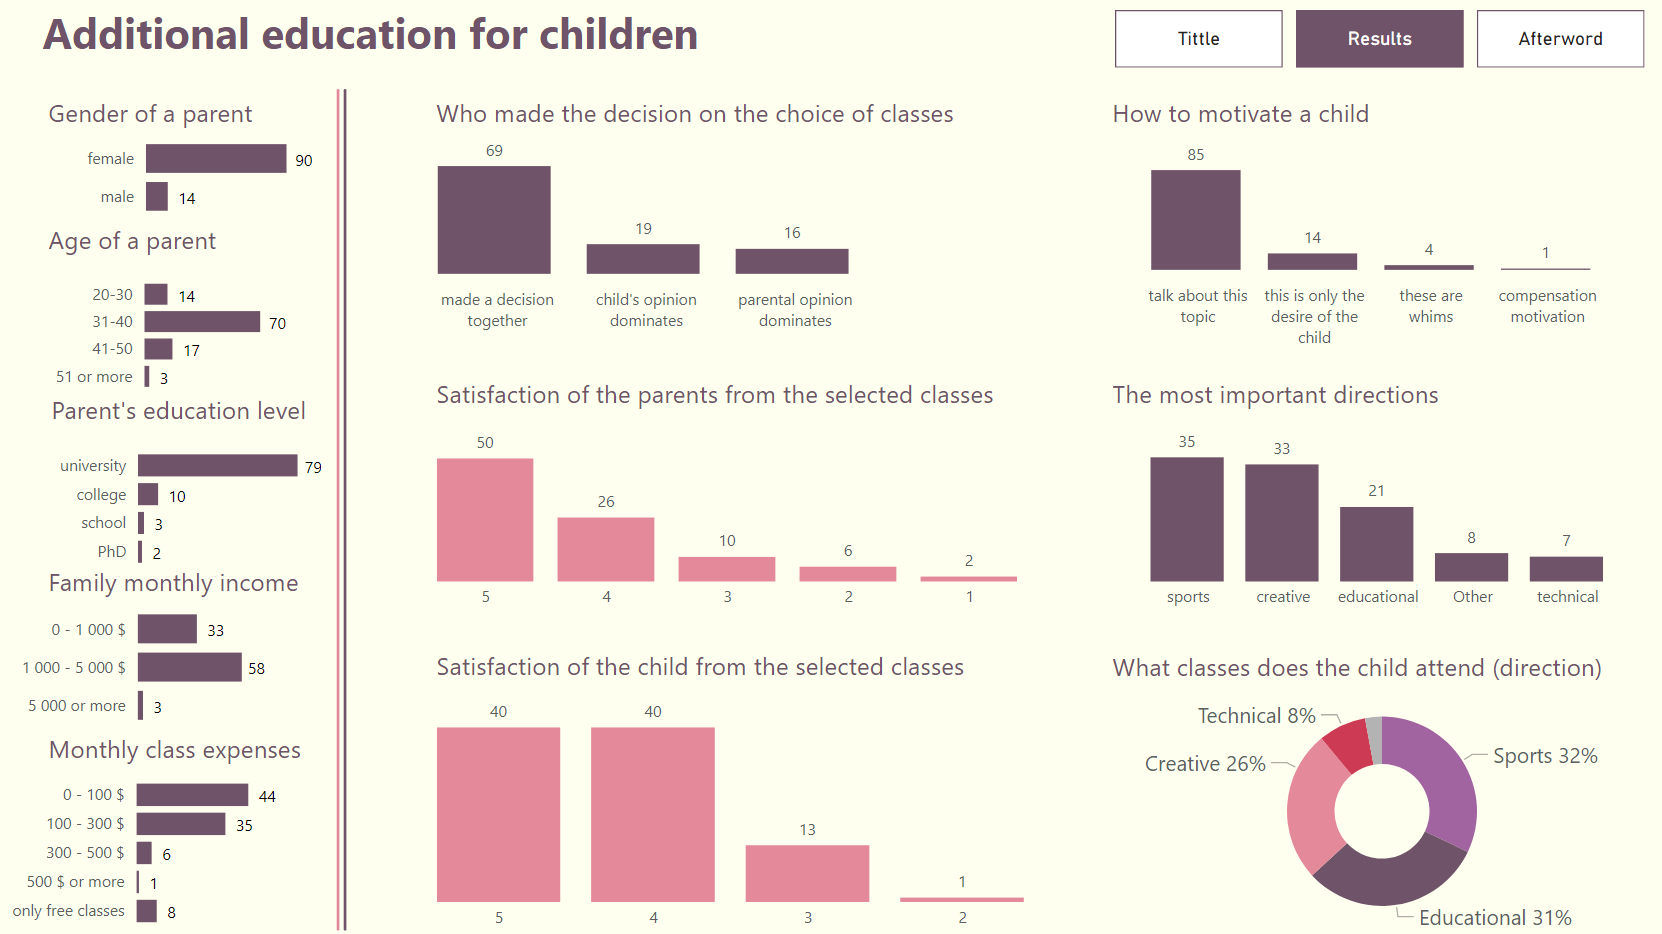 Additional education for children
Tittle
Results
Afterword
Gender of a parent
female 90
male 14
Age of a parent
20-30 14
31-40 70
41-50 17
51 or more 3
Parent's education level
university 79
college 10
school 3
PhD 2
Family monthly income
0 - 1 000 $ 33
1 000 - 5 000 $ 58
5 000 or more 3
Monthly class expenses
0 - 100 $ 44
100 - 300 $ 35
300 - 500 $ 6
500 $ or more 1
only free classes 8
Who made the decision on the choice of classes
69
19
16
made a decision
together
child's opinion
dominates
parental opinion
dominates
Satisfaction of the parents from the selected classes
50 26 10 6 2
5 4 3 2 1
Satisfaction of the child from the selected classes
40 40 13 1
5 4 3 2
How to motivate a child
85
14
4
1
talk about this
topic
this is only the
desire of the
child
these are
whims
compensation
motivation
The most important directions
35 33 21 8 7
sports creative educational Other technical
What classes does the child attend (direction)
Technical 8%
Creative 26%
Sports 32%
Educational 31%